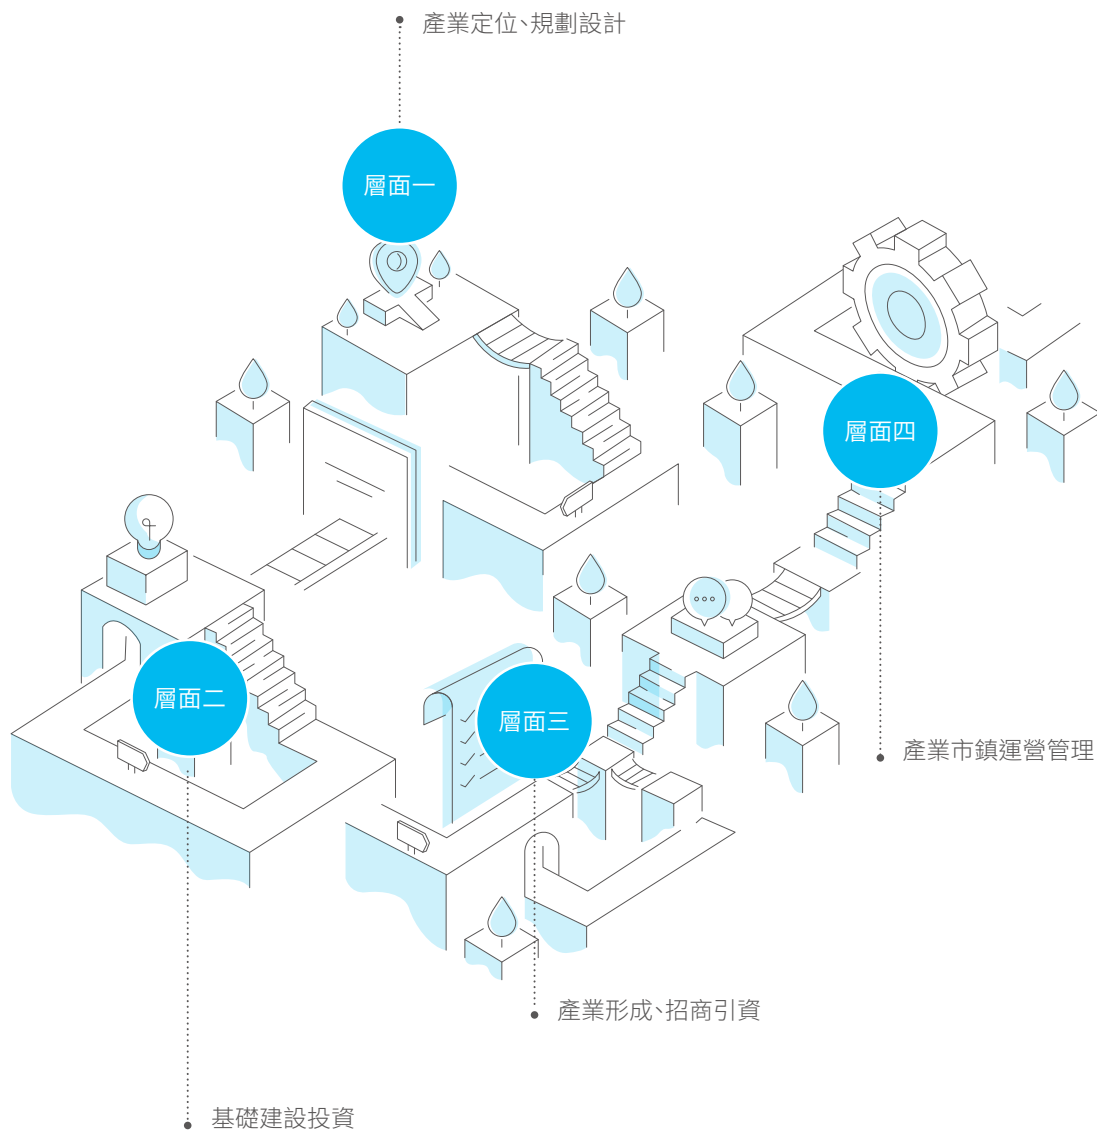 產業定位、規劃設計
層面一
層面四
層面二
層面三
產業市鎮運營管理
產業形成、招商引資
基礎建設投資